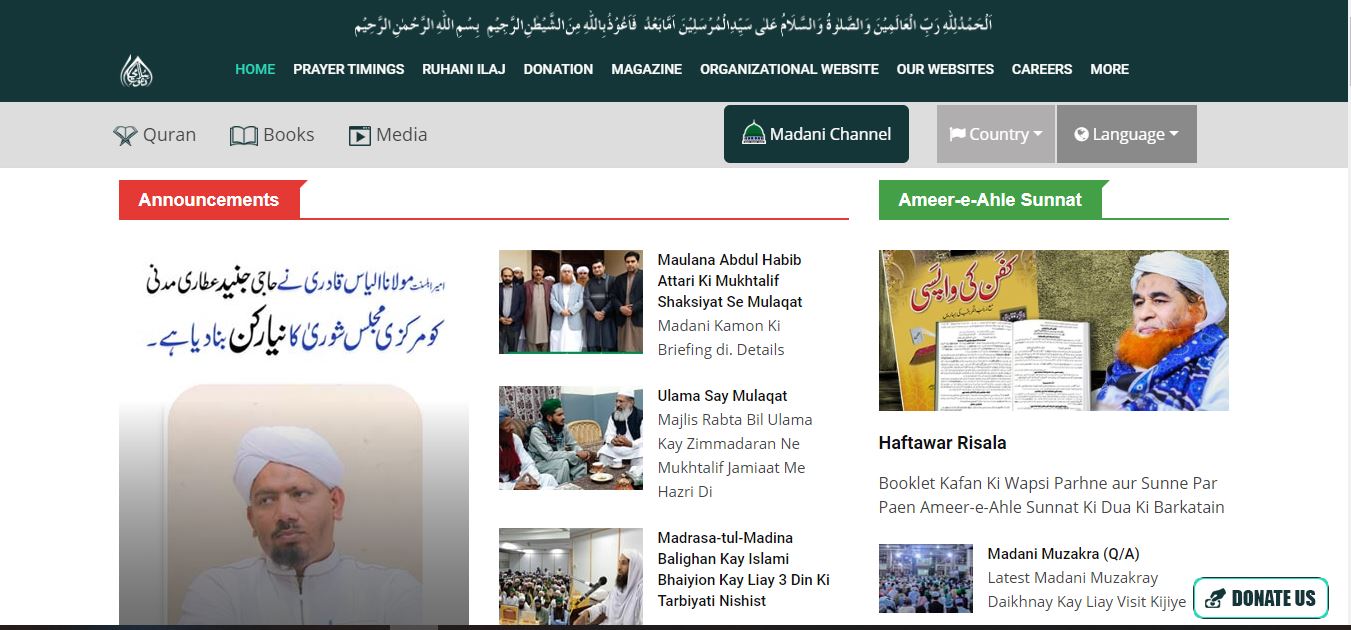 اَلْحَمْدُلِلّٰہِ رَبِّ الْعَالَمِیْنَ وَالصَّلٰوۃُ وَالسَّلَامُ عَلٰی سَیِّدِالْمُرْسَلِیْنَ اَمَّابَعْدُ فَاَعُوْذُبِاللّٰہِ مِنَ الشَّیْطٰنِ الرَّجِیْمِ بِسْمِ اللّٰہِ الرَّحْمٰنِ الرَّحِیْمِ
HOME PRAYER TIMINGS RUHANI ILAJ DONATION MAGAZINE ORGANIZATIONAL WEBSITE OUR WEBSITES CAREERS MORE
Quran Books Media Madani Channel Country Language
Announcements
امیر اہلسنت مولانا الیاس قادری نے حاجی جنید عطاری مدنی
کو مرکزی مجلس شوریٰ کا نیا رکن بنا دیا ہے۔
Maulana Abdul Habib
Attari Ki Mukhtalif
Shaksiyat Se Mulaqat
Madani Kamon Ki
Briefing di. Details
Ulama Say Mulaqat
Majlis Rabta Bil Ulama
Kay Zimmadaran Ne
Mukhtalif Jamiaat Me
Hazri Di
Madrasa-tul-Madina
Balighan Kay Islami
Bhaiyion Kay Liay 3 Din Ki
Tarbiyati Nishist
Ameer-e-Ahle Sunnat
کفن کی واپسی
Haftawar Risala
Booklet Kafan Ki Wapsi Parhne aur Sunne Par
Paen Ameer-e-Ahle Sunnat Ki Dua Ki Barkatain
Madani Muzakra (Q/A)
Latest Madani Muzakray
Daikhnay Kay Liay Visit Kijiye
DONATE US